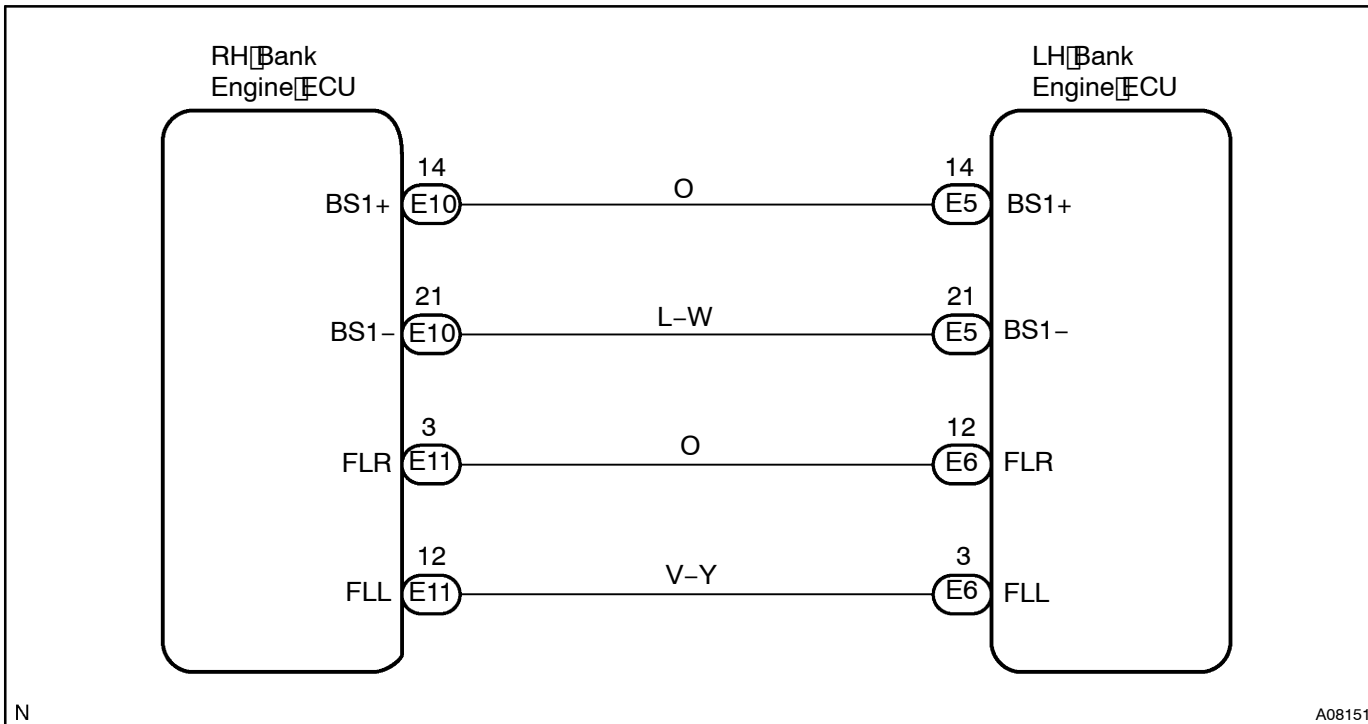 RH Bank
Engine ECU
LH Bank
Engine ECU
14
14
BS1+
E10
O
E5
BS1+
21
21
BS1−
E10
L−W
E5
BS1−
3
12
FLR
E11
O
E6
FLR
12
3
FLL
E11
V−Y
E6
FLL
N
A08151